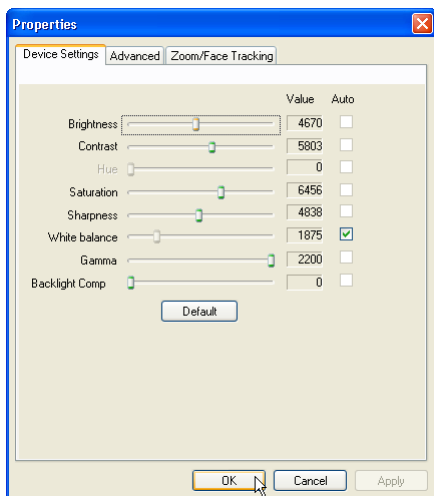 Properties
Device Settings Advanced Zoom/Face Tracking
Value Auto
Brightness 4670
Contrast 5803
Hue 0
Saturation 6456
Sharpness 4838
White balance 1875
Gamma 2200
Backlight Comp 0
Default
OK Cancel Apply